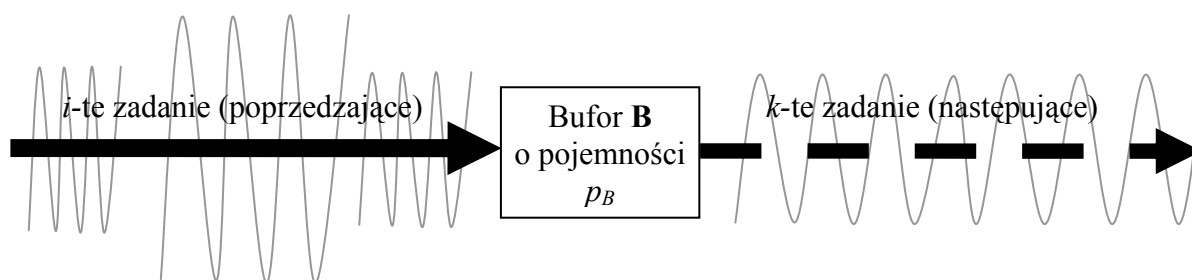 i-te zadanie (poprzedzające)
Bufor B
o pojemności
pB
k-te zadanie (następujące)